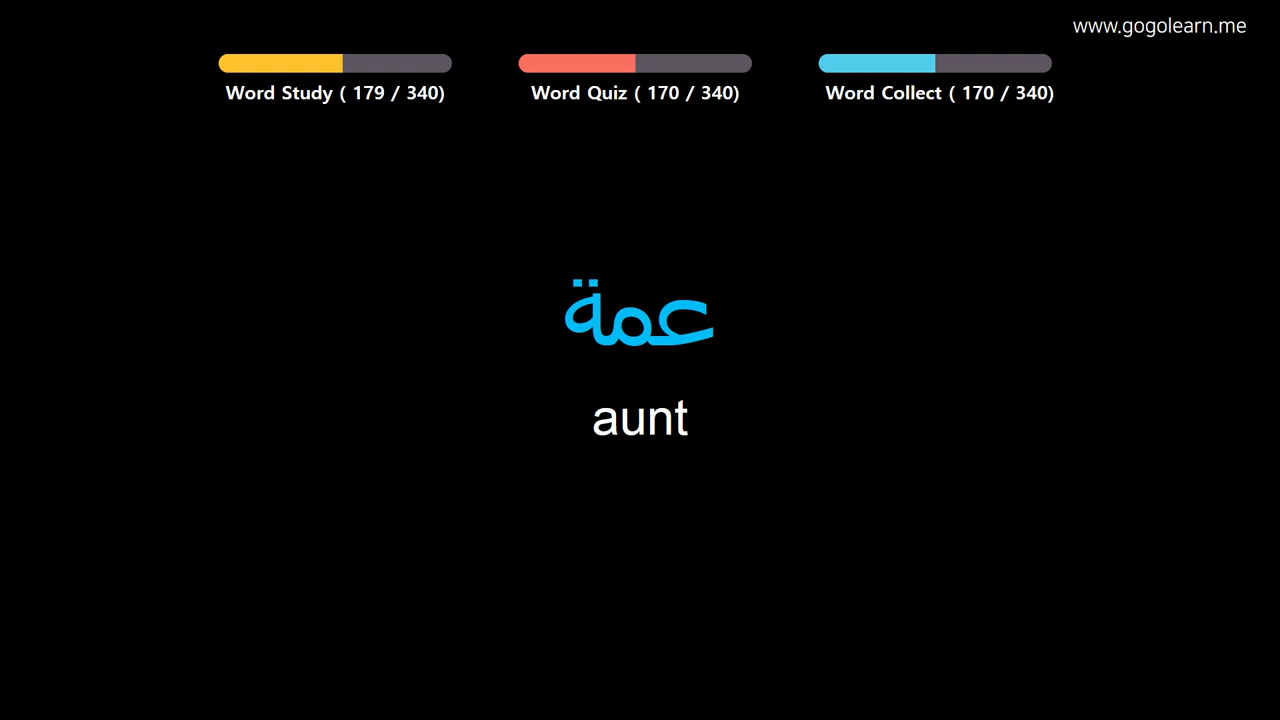 www.gogolearn.me
Word Study ( 179 / 340)
Word Quiz ( 170 / 340)
Word Collect ( 170 / 340)
عمة
aunt